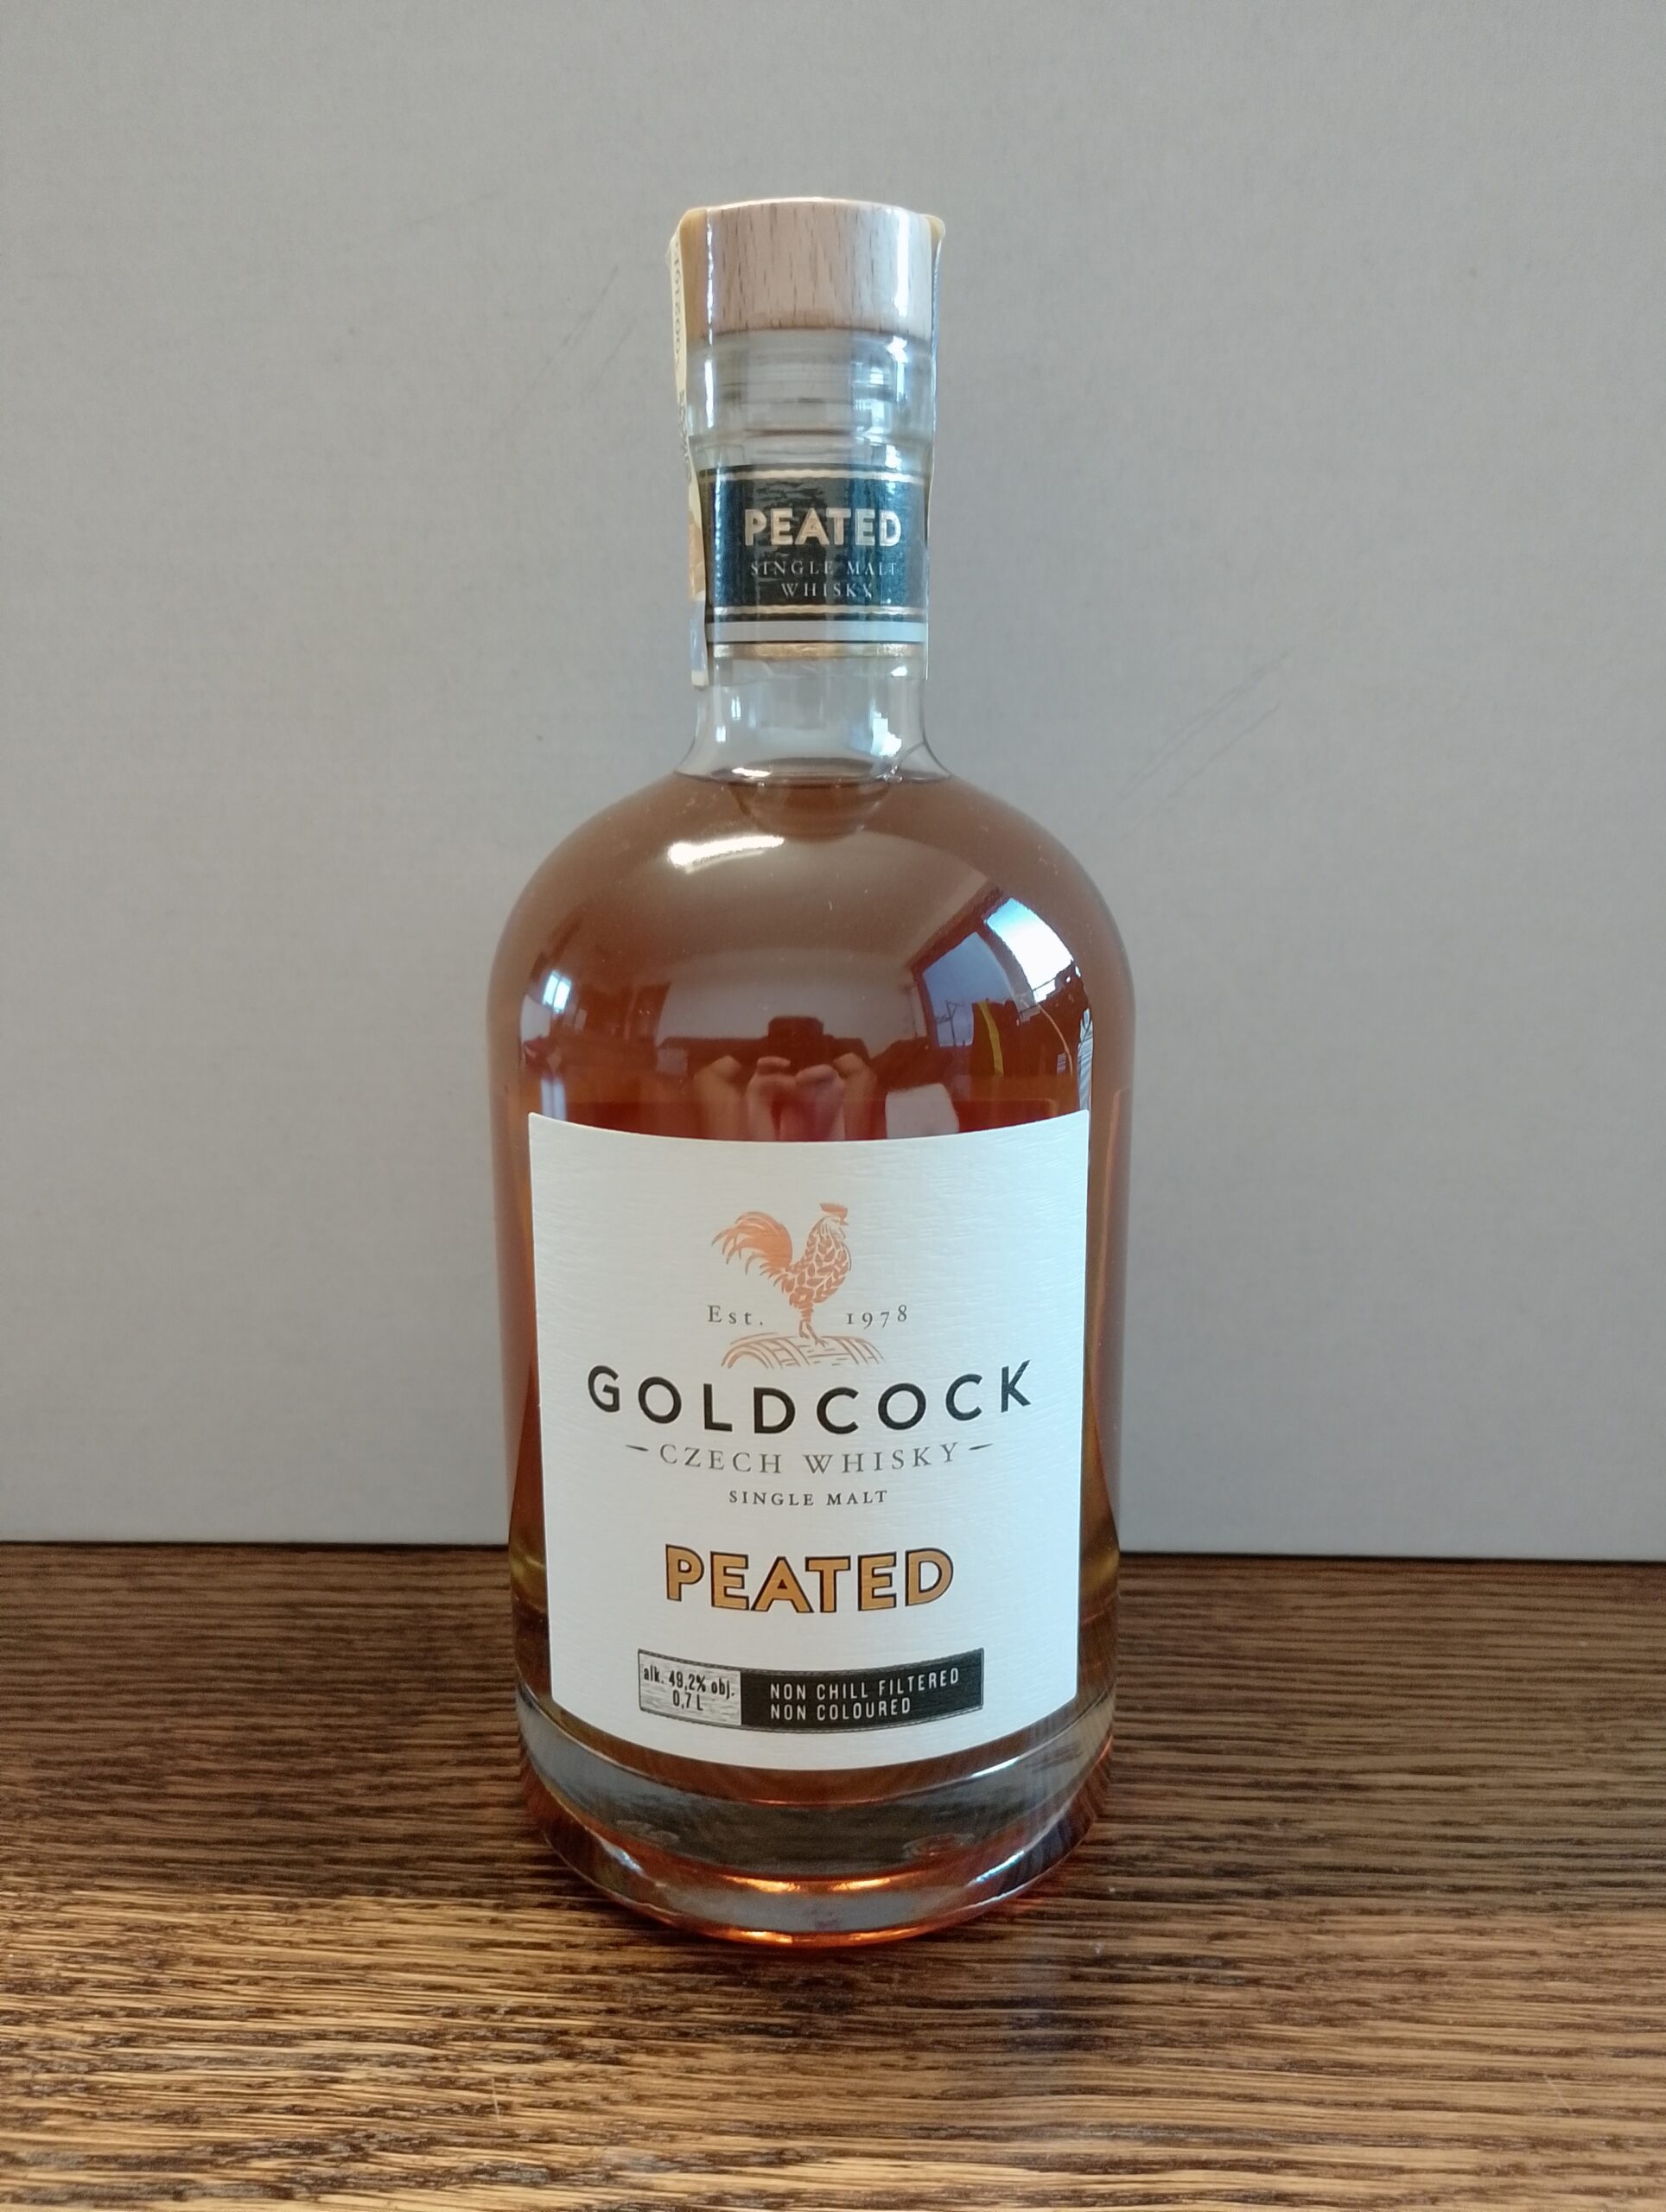 PEATED
SINGLE MALT
WHISKY
Est. 1978
GOLDCOCK
CZECH WHISKY
SINGLE MALT
PEATED
alk. 49,2% obj.
0,7 L
NON CHILL FILTERED
NON COLOURED